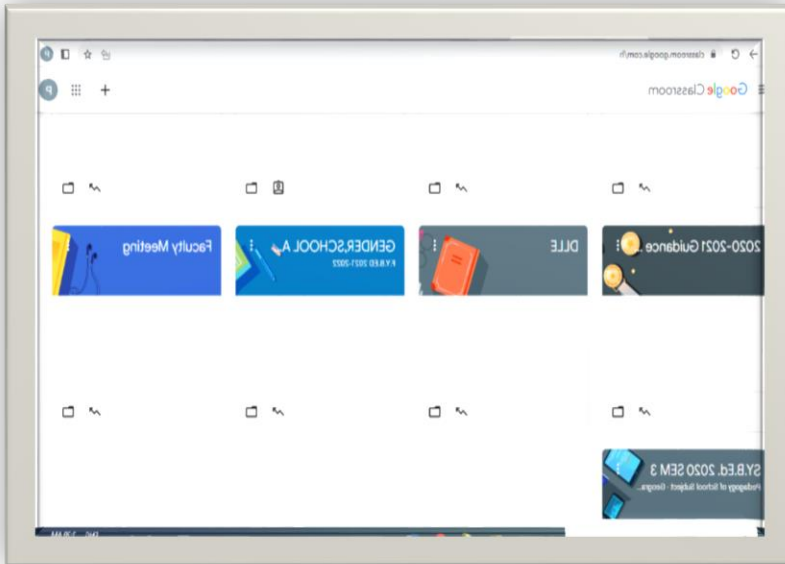 classroom.google.com/h
P
Google Classroom
P
2020-2021 Guidance ...
DLLE
GENDER,SCHOOL A...
F.Y.B.ED 2021-2022
Faculty Meeting
SY.B.Ed. 2020 SEM 3
Pedagogy of School Subject - Geogra...